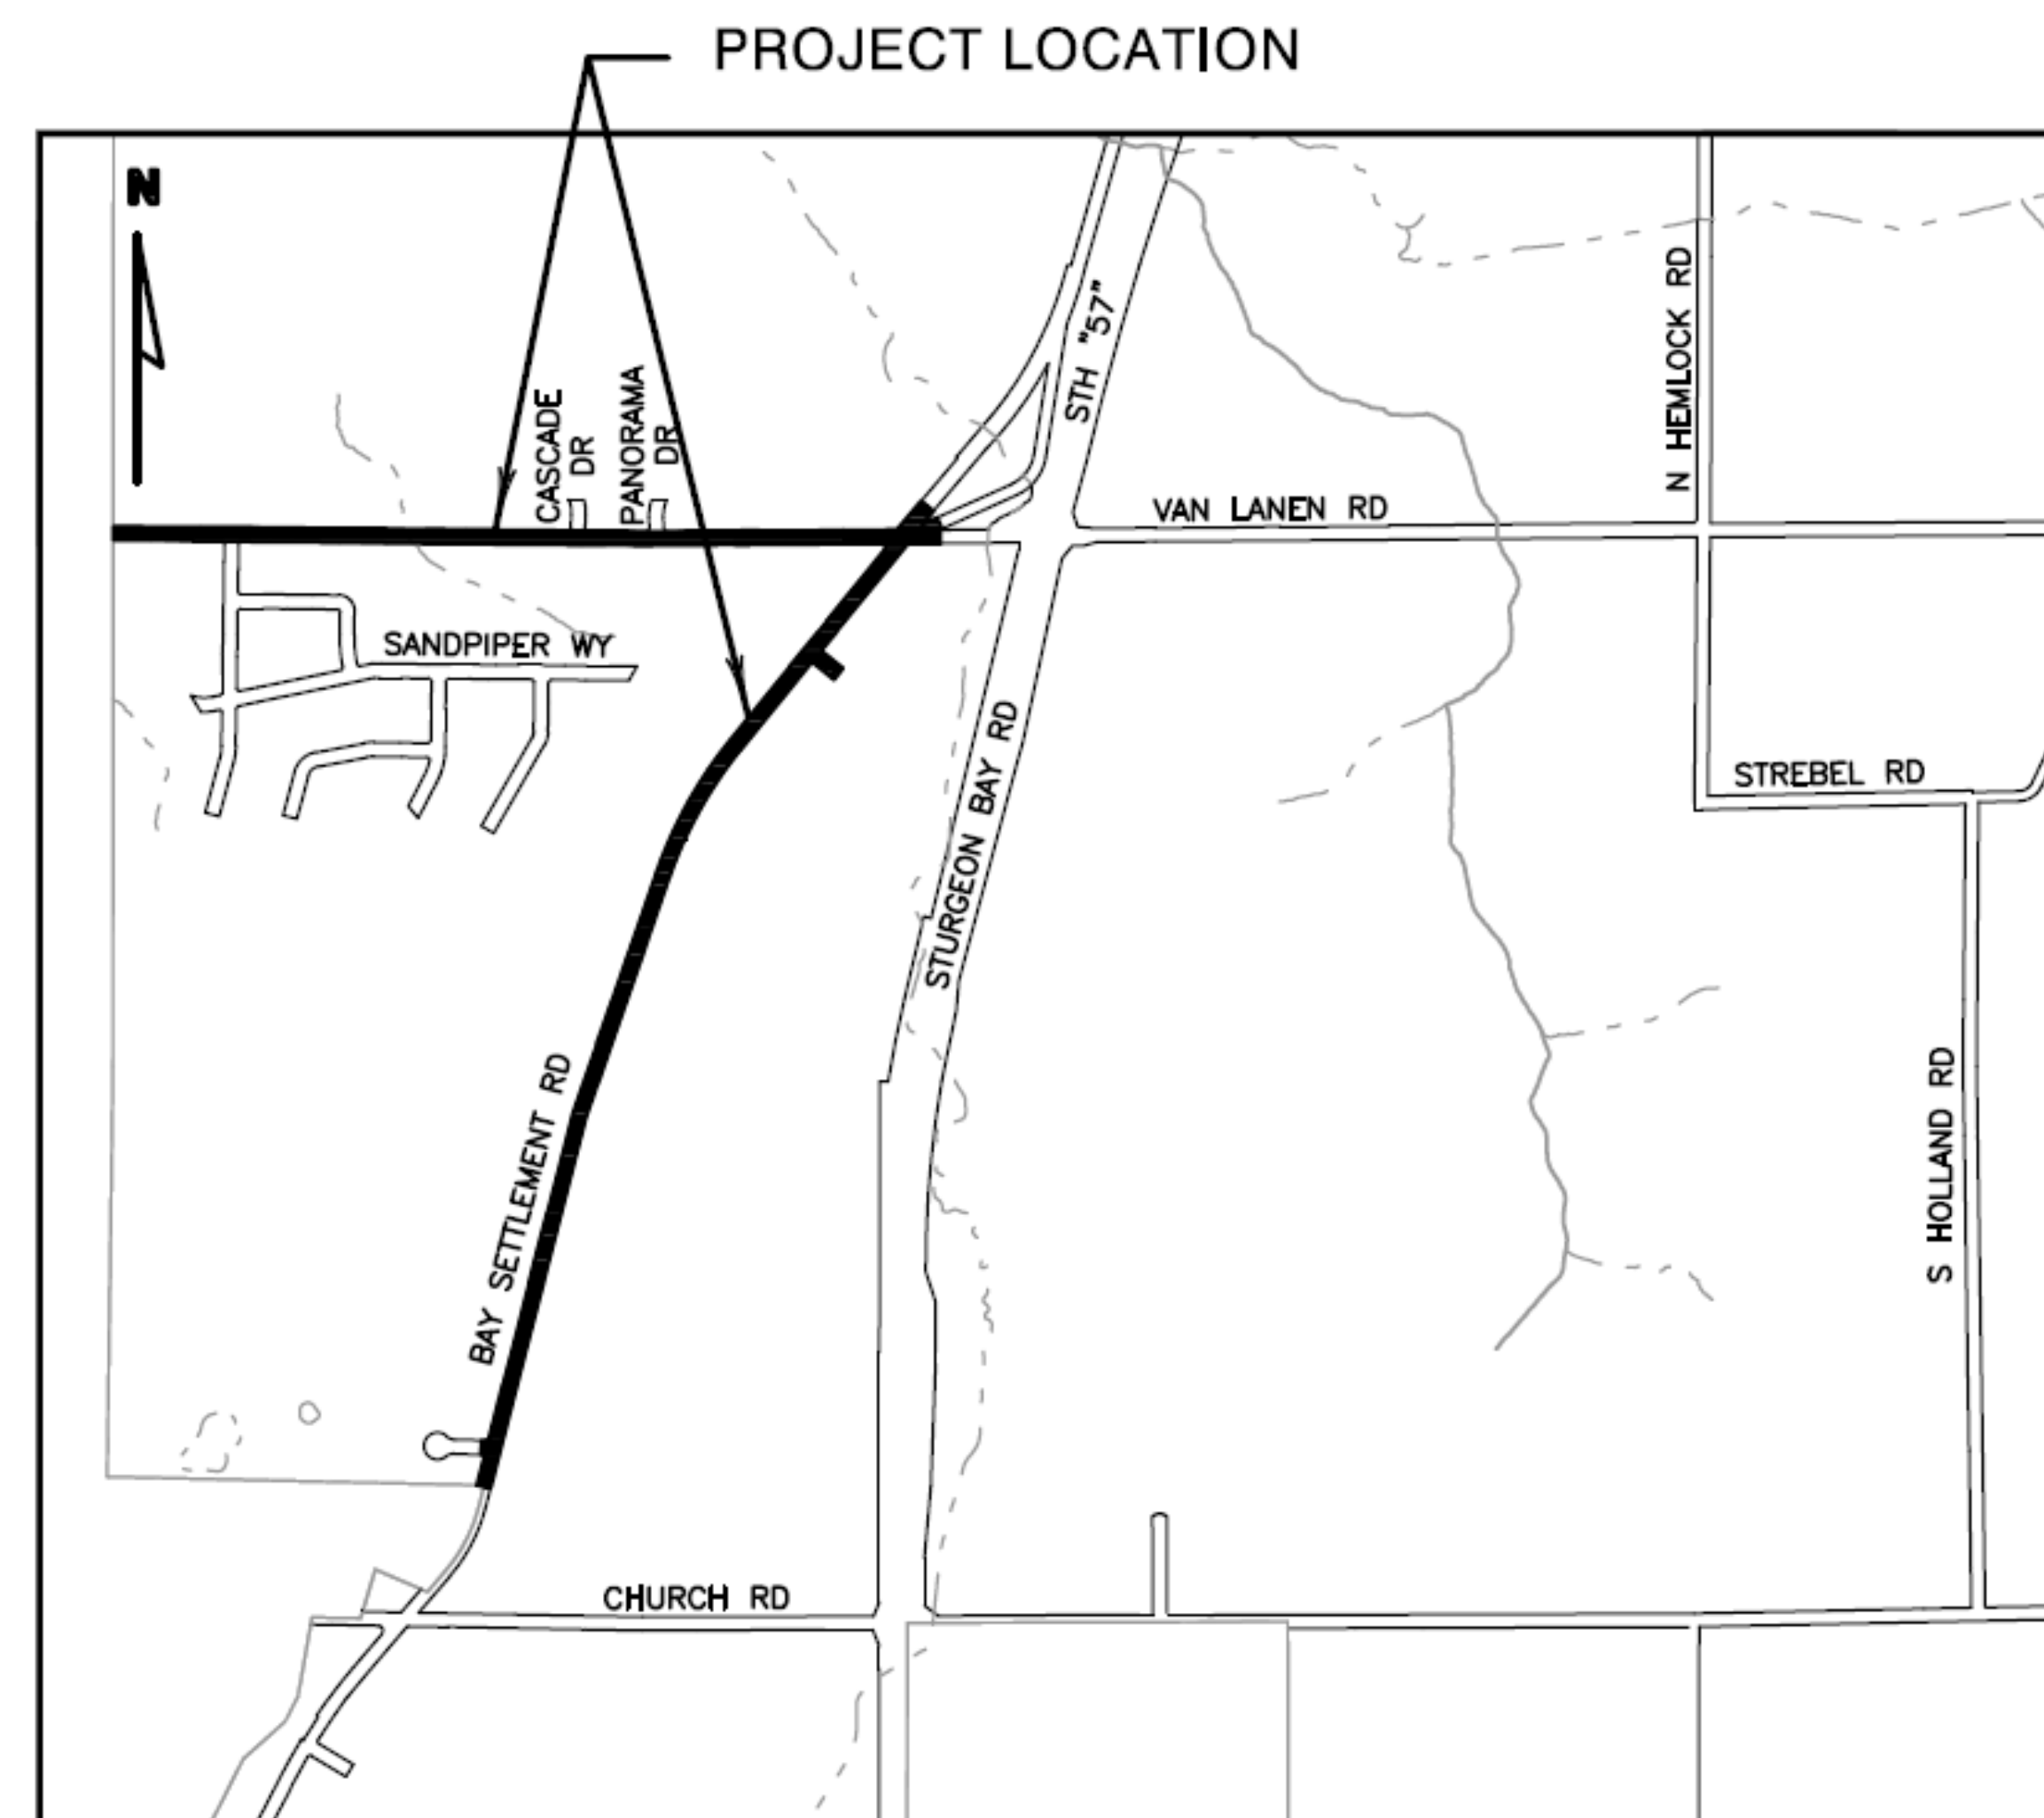 PROJECT LOCATION
N
CASCADE
DR
PANORAMA
DR
STH "57"
N HEMLOCK RD
VAN LANEN RD
SANDPIPER WY
STURGEON BAY RD
STREBEL RD
BAY SETTLEMENT RD
S HOLLAND RD
CHURCH RD